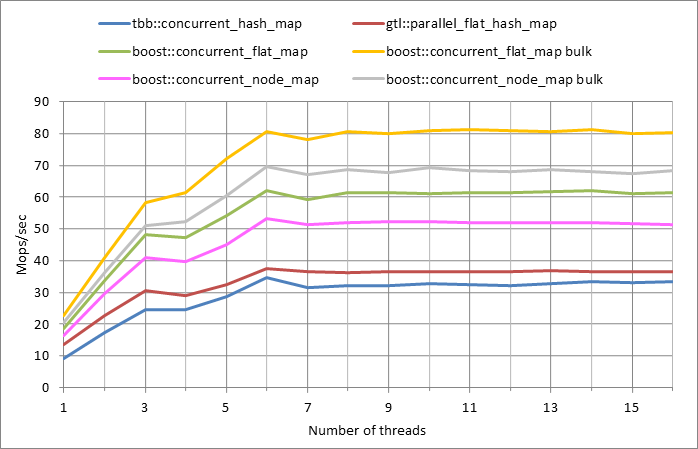 tbb::concurrent_hash_map gtl::parallel_flat_hash_map
boost::concurrent_flat_map boost::concurrent_flat_map bulk
boost::concurrent_node_map boost::concurrent_node_map bulk
90
80
70
60
50
40
30
20
10
0
Mops/sec
1 3 5 7 9 11 13 15
Number of threads